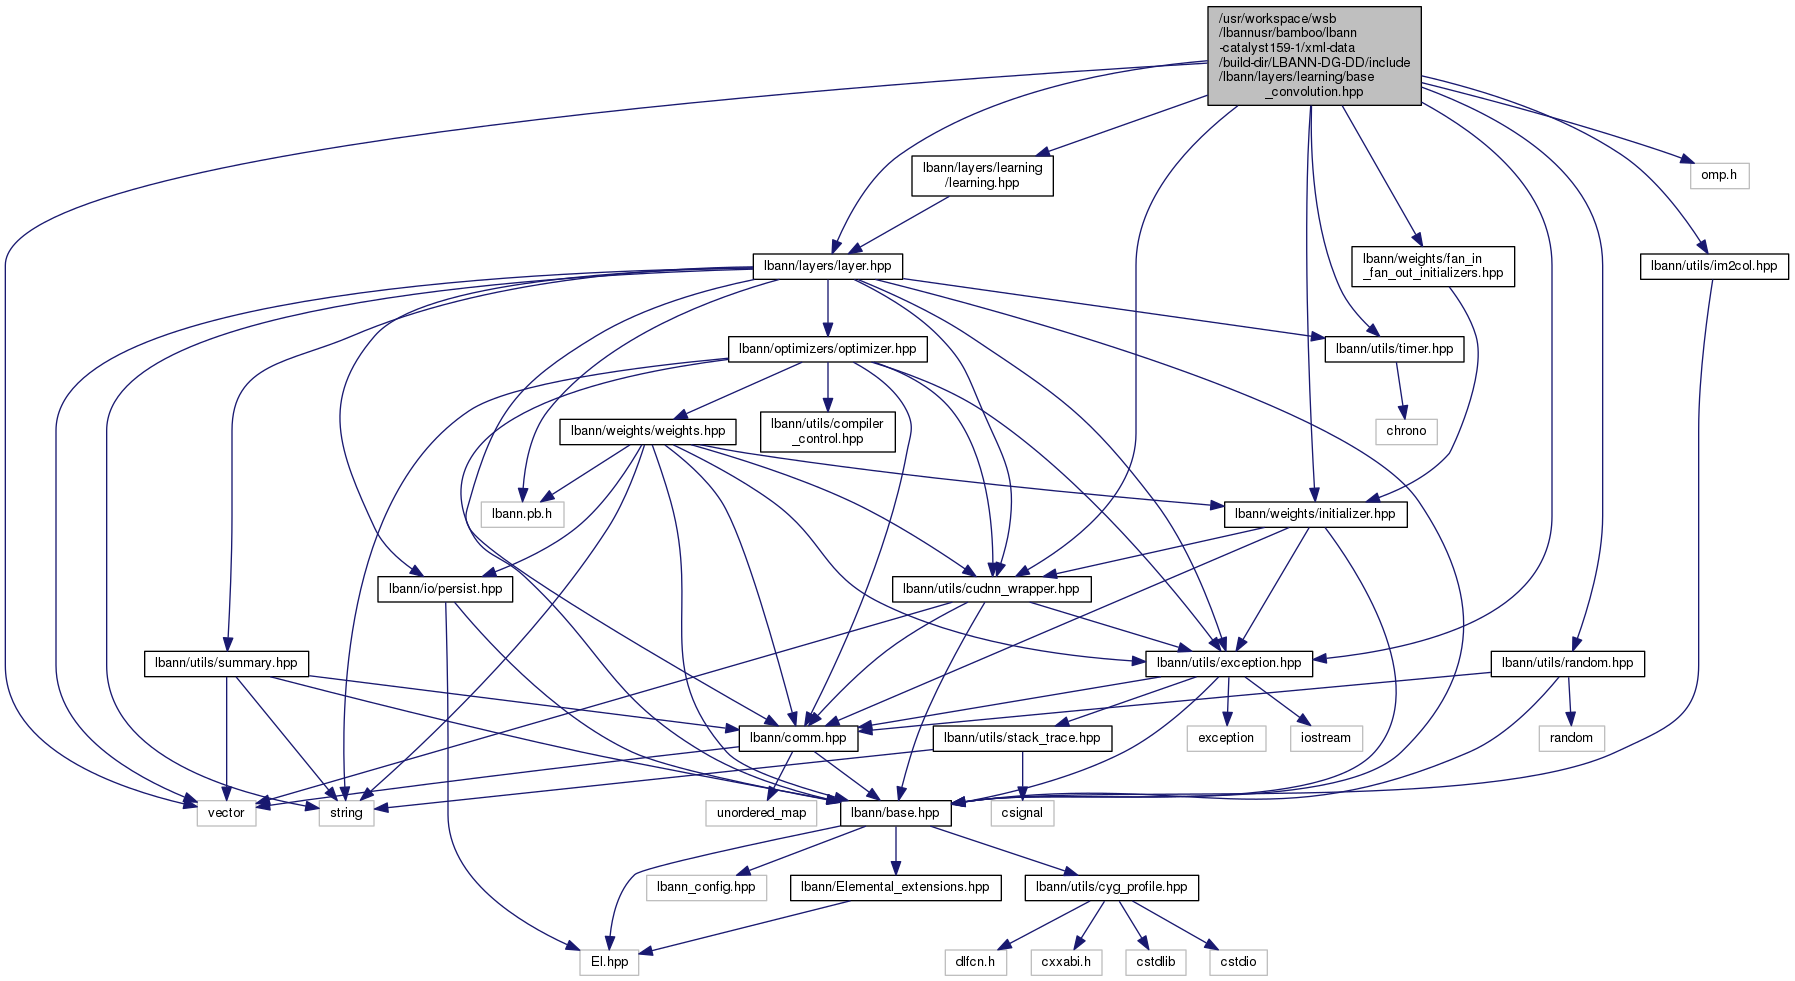 /usr/workspace/wsb
/lbannusr/bamboo/lbann
-catalyst159-1/xml-data
/build-dir/LBANN-DG-DD/include
/lbann/layers/learning/base
_convolution.hpp
lbann/layers/learning
/learning.hpp
omp.h
lbann/layers/layer.hpp
lbann/weights/fan_in
_fan_out_initializers.hpp
lbann/utils/im2col.hpp
lbann/optimizers/optimizer.hpp
lbann/utils/timer.hpp
lbann/weights/weights.hpp
lbann/utils/compiler
_control.hpp
chrono
lbann.pb.h
lbann/weights/initializer.hpp
lbann/io/persist.hpp
lbann/utils/cudnn_wrapper.hpp
lbann/utils/summary.hpp
lbann/utils/exception.hpp
lbann/utils/random.hpp
lbann/comm.hpp
lbann/utils/stack_trace.hpp
exception
iostream
random
vector
string
unordered_map
lbann/base.hpp
csignal
lbann_config.hpp
lbann/Elemental_extensions.hpp
lbann/utils/cyg_profile.hpp
El.hpp
dlfcn.h
cxxabi.h
cstdlib
cstdio